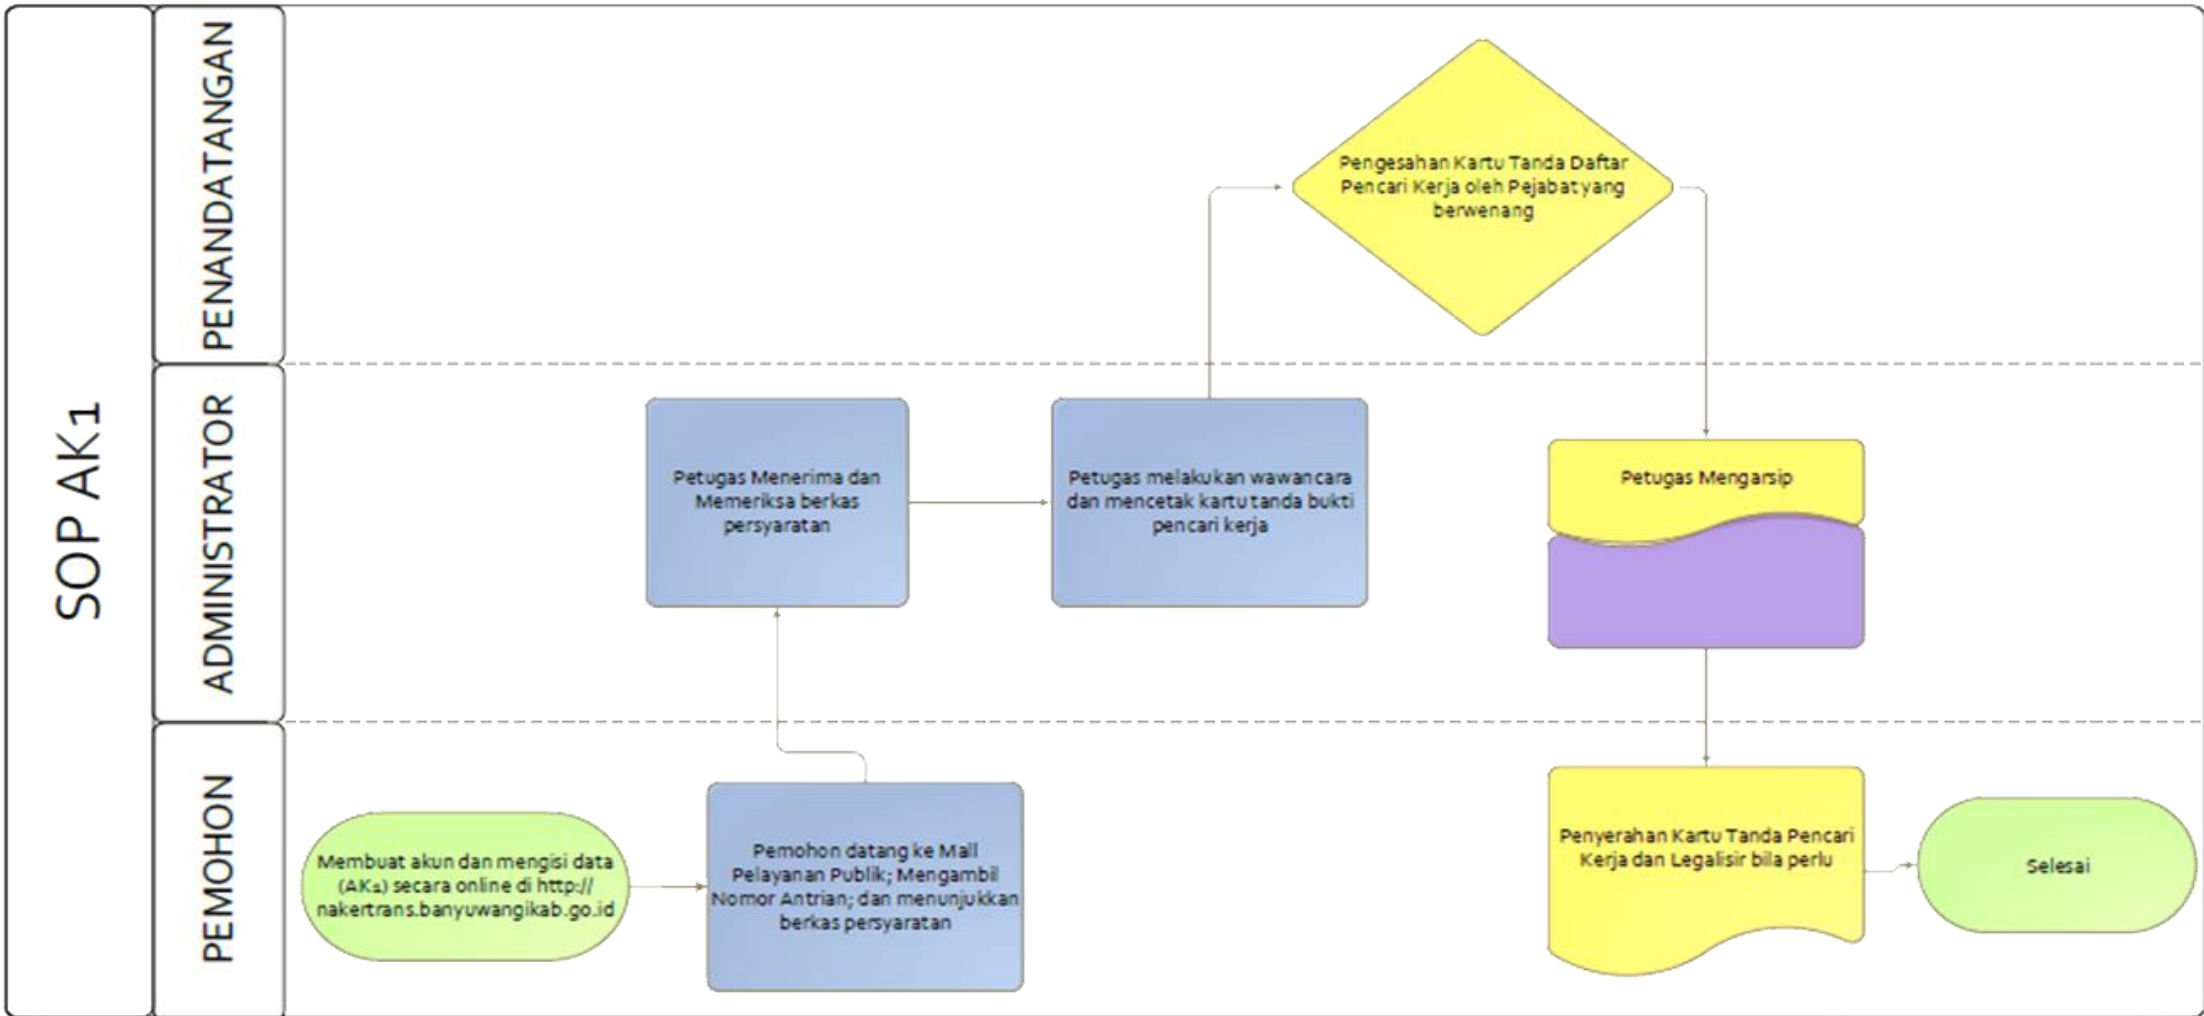 SOP AK1
PENANDATANGAN
Pengesahan Kartu Tanda Daftar
Pencari Kerja oleh Pejabat yang
berwenang
ADMINISTRATOR
Petugas Menerima dan
Memeriksa berkas
persyaratan
Petugas melakukan wawancara
dan mencetak kartu tanda bukti
pencari kerja
Petugas Mengarsip
PEMOHON
Membuat akun dan mengisi data
(AK1) secara online di http://
nakertrans.banyuwangikab.go.id
Pemohon datang ke Mall
Pelayanan Publik; Mengambil
Nomor Antrian; dan menunjukkan
berkas persyaratan
Penyerahan Kartu Tanda Pencari
Kerja dan Legalisir bila perlu
Selesai